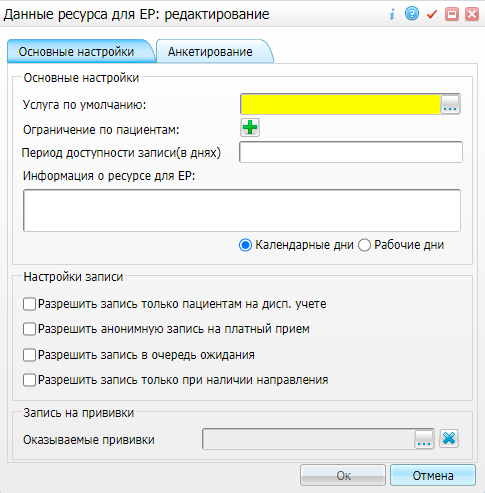 Данные ресурса для ЕР: редактирование
Основные настройки
Анкетирование
Основные настройки
Услуга по умолчанию:
...
Ограничение по пациентам:
Период доступности записи(в днях)
Информация о ресурсе для ЕР:
Календарные дни
Рабочие дни
Настройки записи
Разрешить запись только пациентам на дисп. учете
Разрешить анонимную запись на платный прием
Разрешить запись в очередь ожидания
Разрешить запись только при наличии направления
Запись на прививки
Оказываемые прививки
...
Ок
Отмена